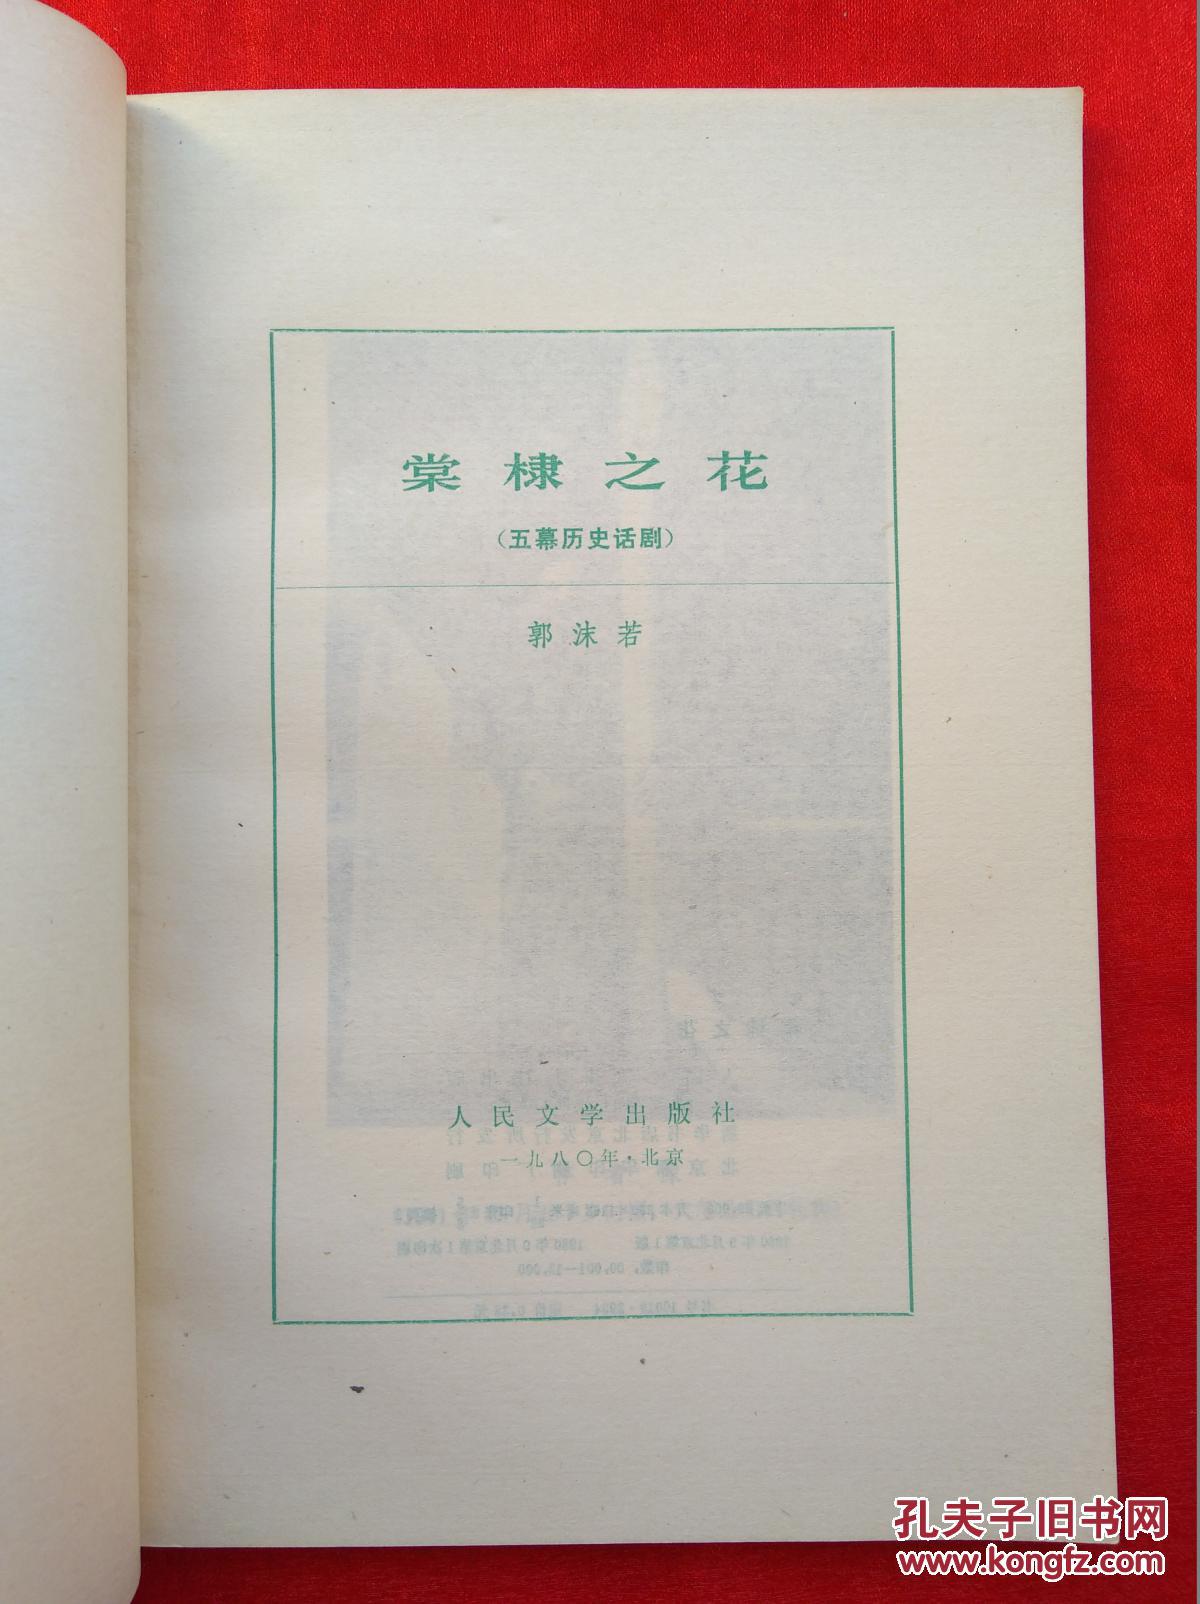 棠棣之花
（五幕历史话剧）
郭沫若
人民文学出版社
一九八〇年·北京
孔夫子旧书网
www.kongfz.com